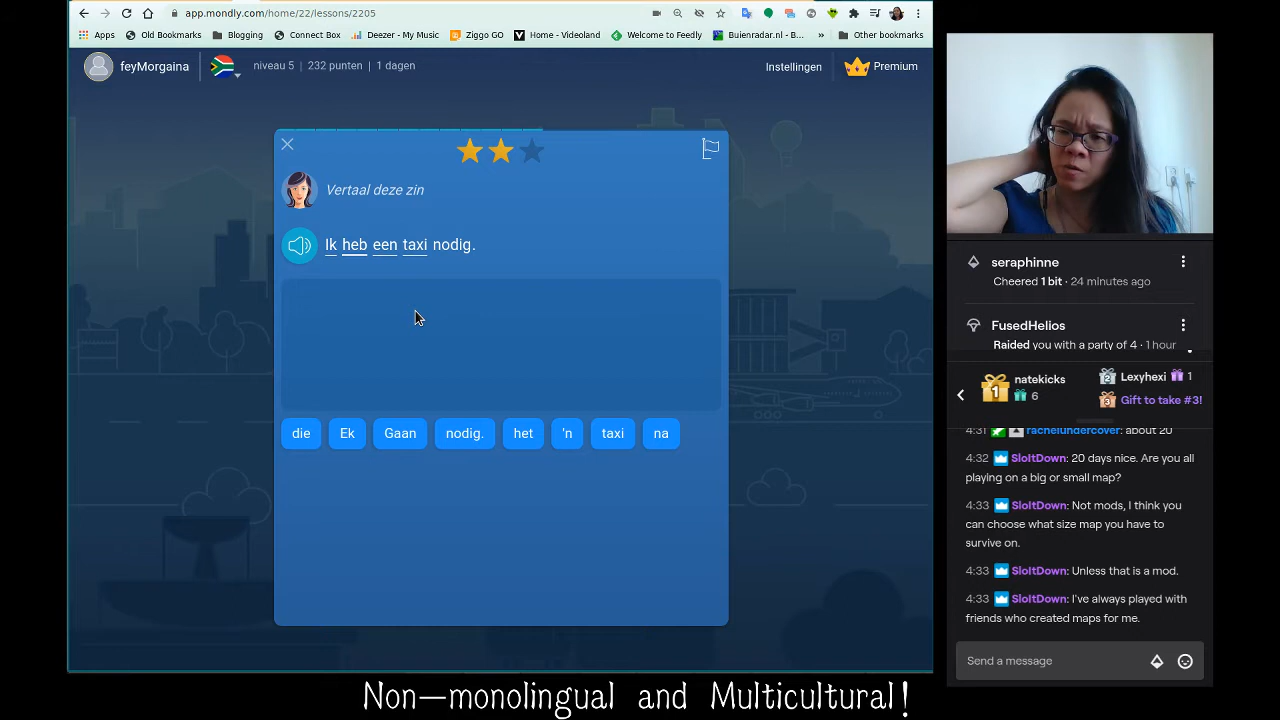 app.mondly.com/home/22/lessons/2205
Apps Old Bookmarks Blogging Connect Box Deezer - My Music Ziggo GO Home - Videoland Welcome to Feedly Buienradar.nl - B... » Other bookmarks
feyMorgaina niveau 5 | 232 punten | 1 dagen Instellingen Premium
Vertaal deze zin
Ik heb een taxi nodig.
die Ek Gaan nodig. het 'n taxi na
seraphinne
Cheered 1 bit · 24 minutes ago
FusedHelios
Raided you with a party of 4 · 1 hour
1 natekicks
6
2 Lexyhexi 1
3 Gift to take #3!
4:31 rachelundercover: about 20
4:32 SloltDown: 20 days nice. Are you all
playing on a big or small map?
4:33 SloltDown: Not mods, I think you
can choose what size map you have to
survive on.
4:33 SloltDown: Unless that is a mod.
4:33 SloltDown: I've always played with
friends who created maps for me.
Send a message
Non-monolingual and Multicultural!